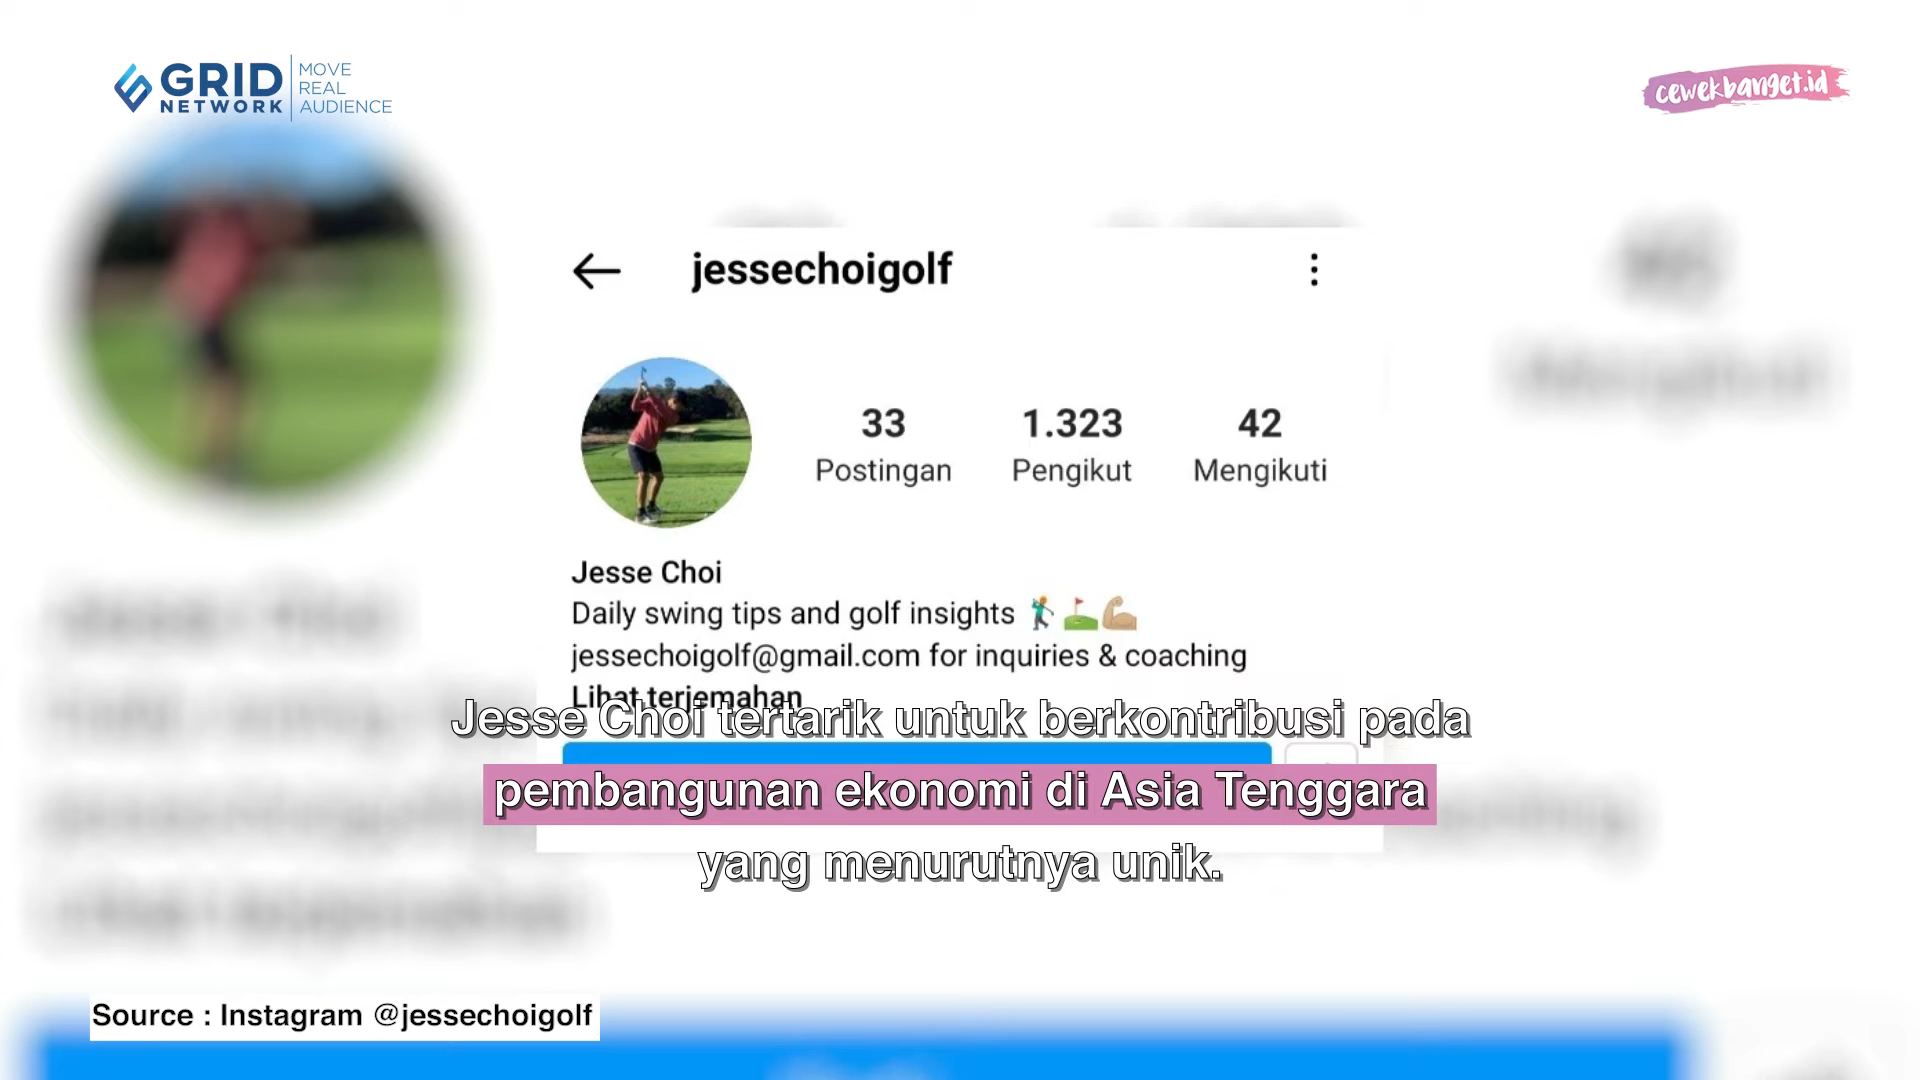 GRID
NETWORK
MOVE
REAL
AUDIENCE
cewekbanget.id
jessechoigolf
33
1.323
42
Postingan
Pengikut
Mengikuti
Jesse Choi
Daily swing tips and golf insights 🏌️⛳💪🏼
jessechoigolf@gmail.com for inquiries & coaching
Lihat terjemahan
Jesse Choi tertarik untuk berkontribusi pada
pembangunan ekonomi di Asia Tenggara
yang menurutnya unik.
Source : Instagram @jessechoigolf